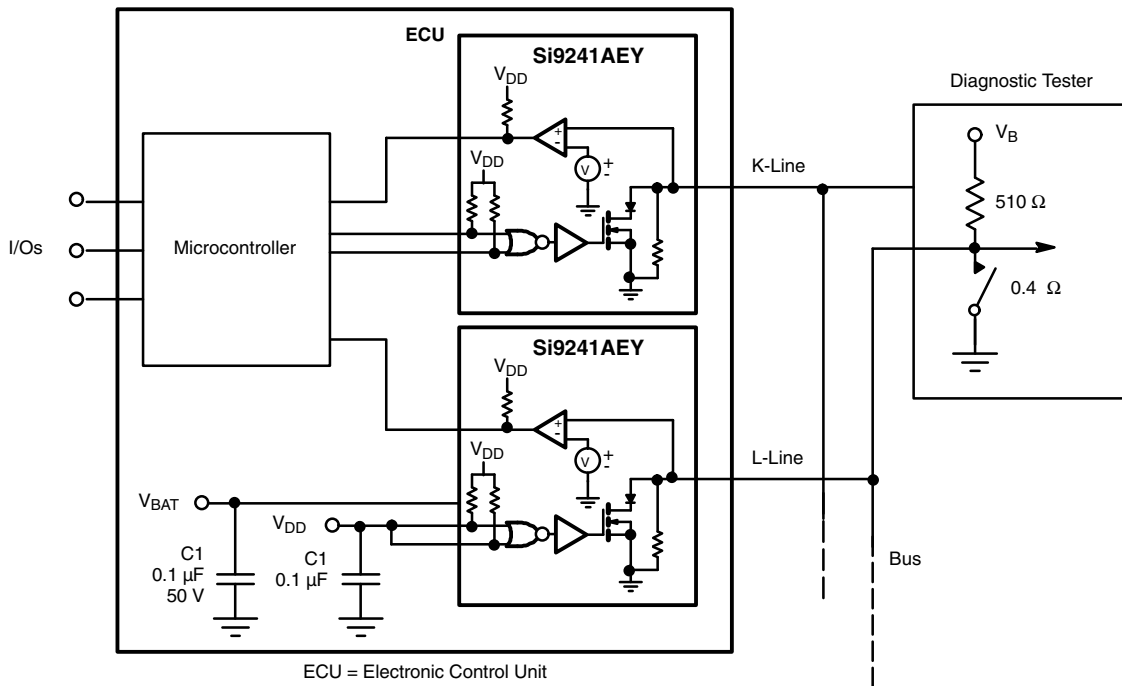 ECU
Si9241AEY
VDD
Diagnostic Tester
+
-
V
+
-
VB
VDD
K-Line
510 Ω
I/Os
Microcontroller
0.4 Ω
Si9241AEY
VDD
+
-
V
+
-
VDD
L-Line
VBAT
VDD
C1
0.1 µF
50 V
C1
0.1 µF
Bus
ECU = Electronic Control Unit